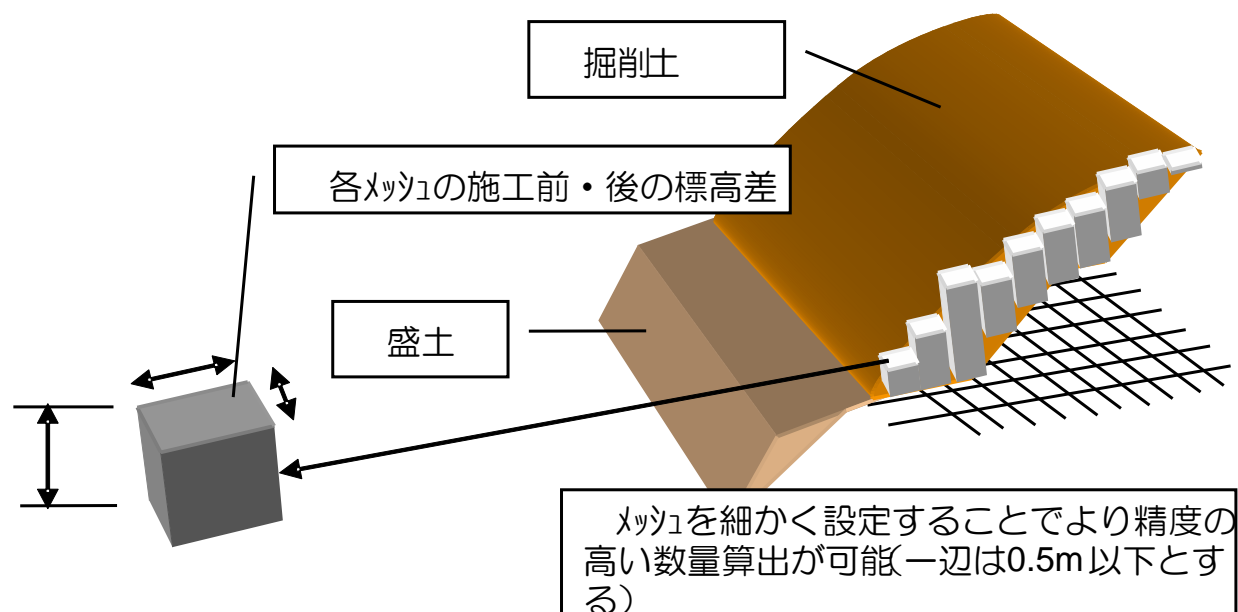 掘削土
各ﾒｯｼｭの施工前・後の標高差
盛土
ﾒｯｼｭを細かく設定することでより精度の
高い数量算出が可能(一辺は0.5m以下とす
る)